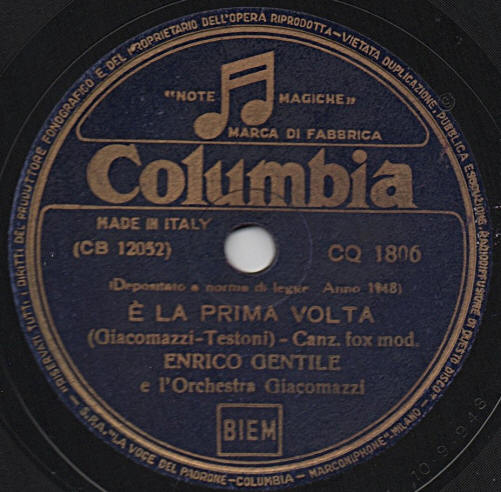 "RISERVATI TUTTI I DIRITTI DEL PRODUTTORE FONOGRAFICO E DEL PROPRIETARIO DELL'OPERA RIPRODOTTA - VIETATA DUPLICAZIONE, PUBBLICA ESECUZIONE, RADIODIFFUSIONE DI QUESTO DISCO"
"NOTE MAGICHE"
MARCA DI FABBRICA
Columbia
MADE IN ITALY
(CB 12052)
CQ 1806
(Depositato a norma di legge Anno 1948)
È LA PRIMA VOLTA
(Giacomazzi-Testoni) - Canz. fox mod.
ENRICO GENTILE
e l'Orchestra Giacomazzi
BIEM
S.P.A. "LA VOCE DEL PADRONE-COLUMBIA - MARCONIPHONE" - MILANO
10.9.948